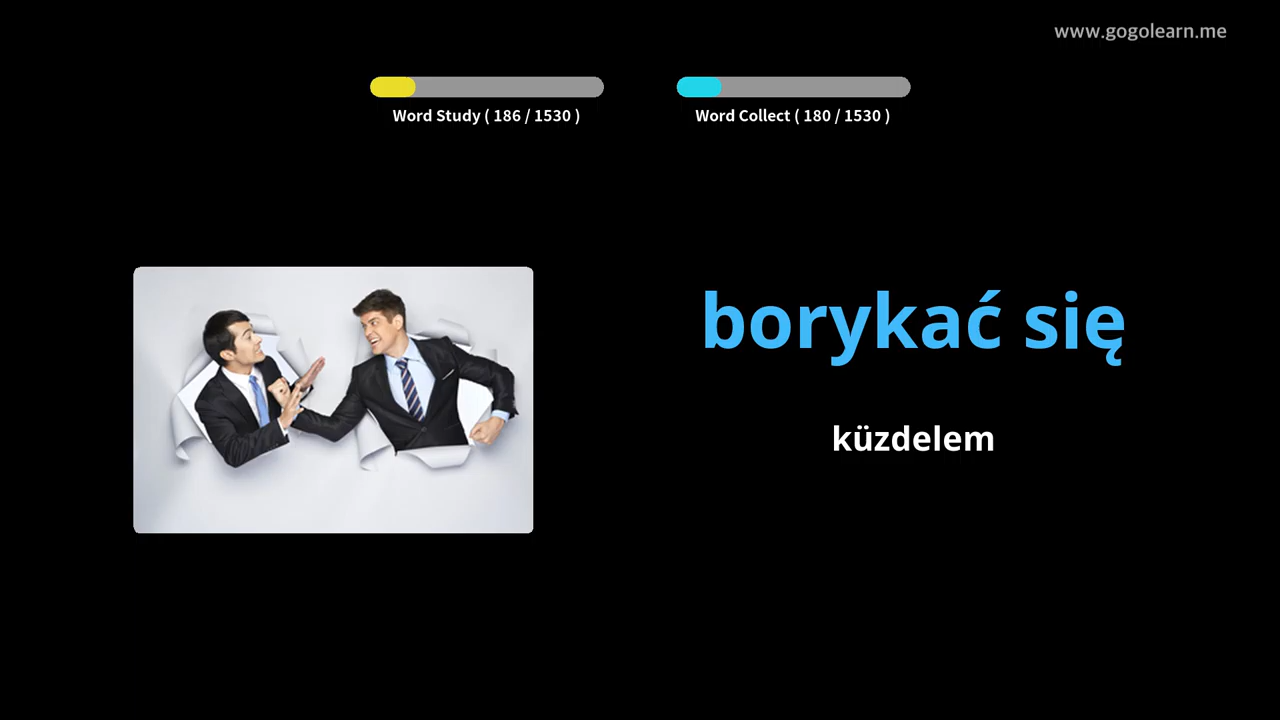 www.gogolearn.me
Word Study ( 186 / 1530 )
Word Collect ( 180 / 1530 )
borykać się
küzdelem